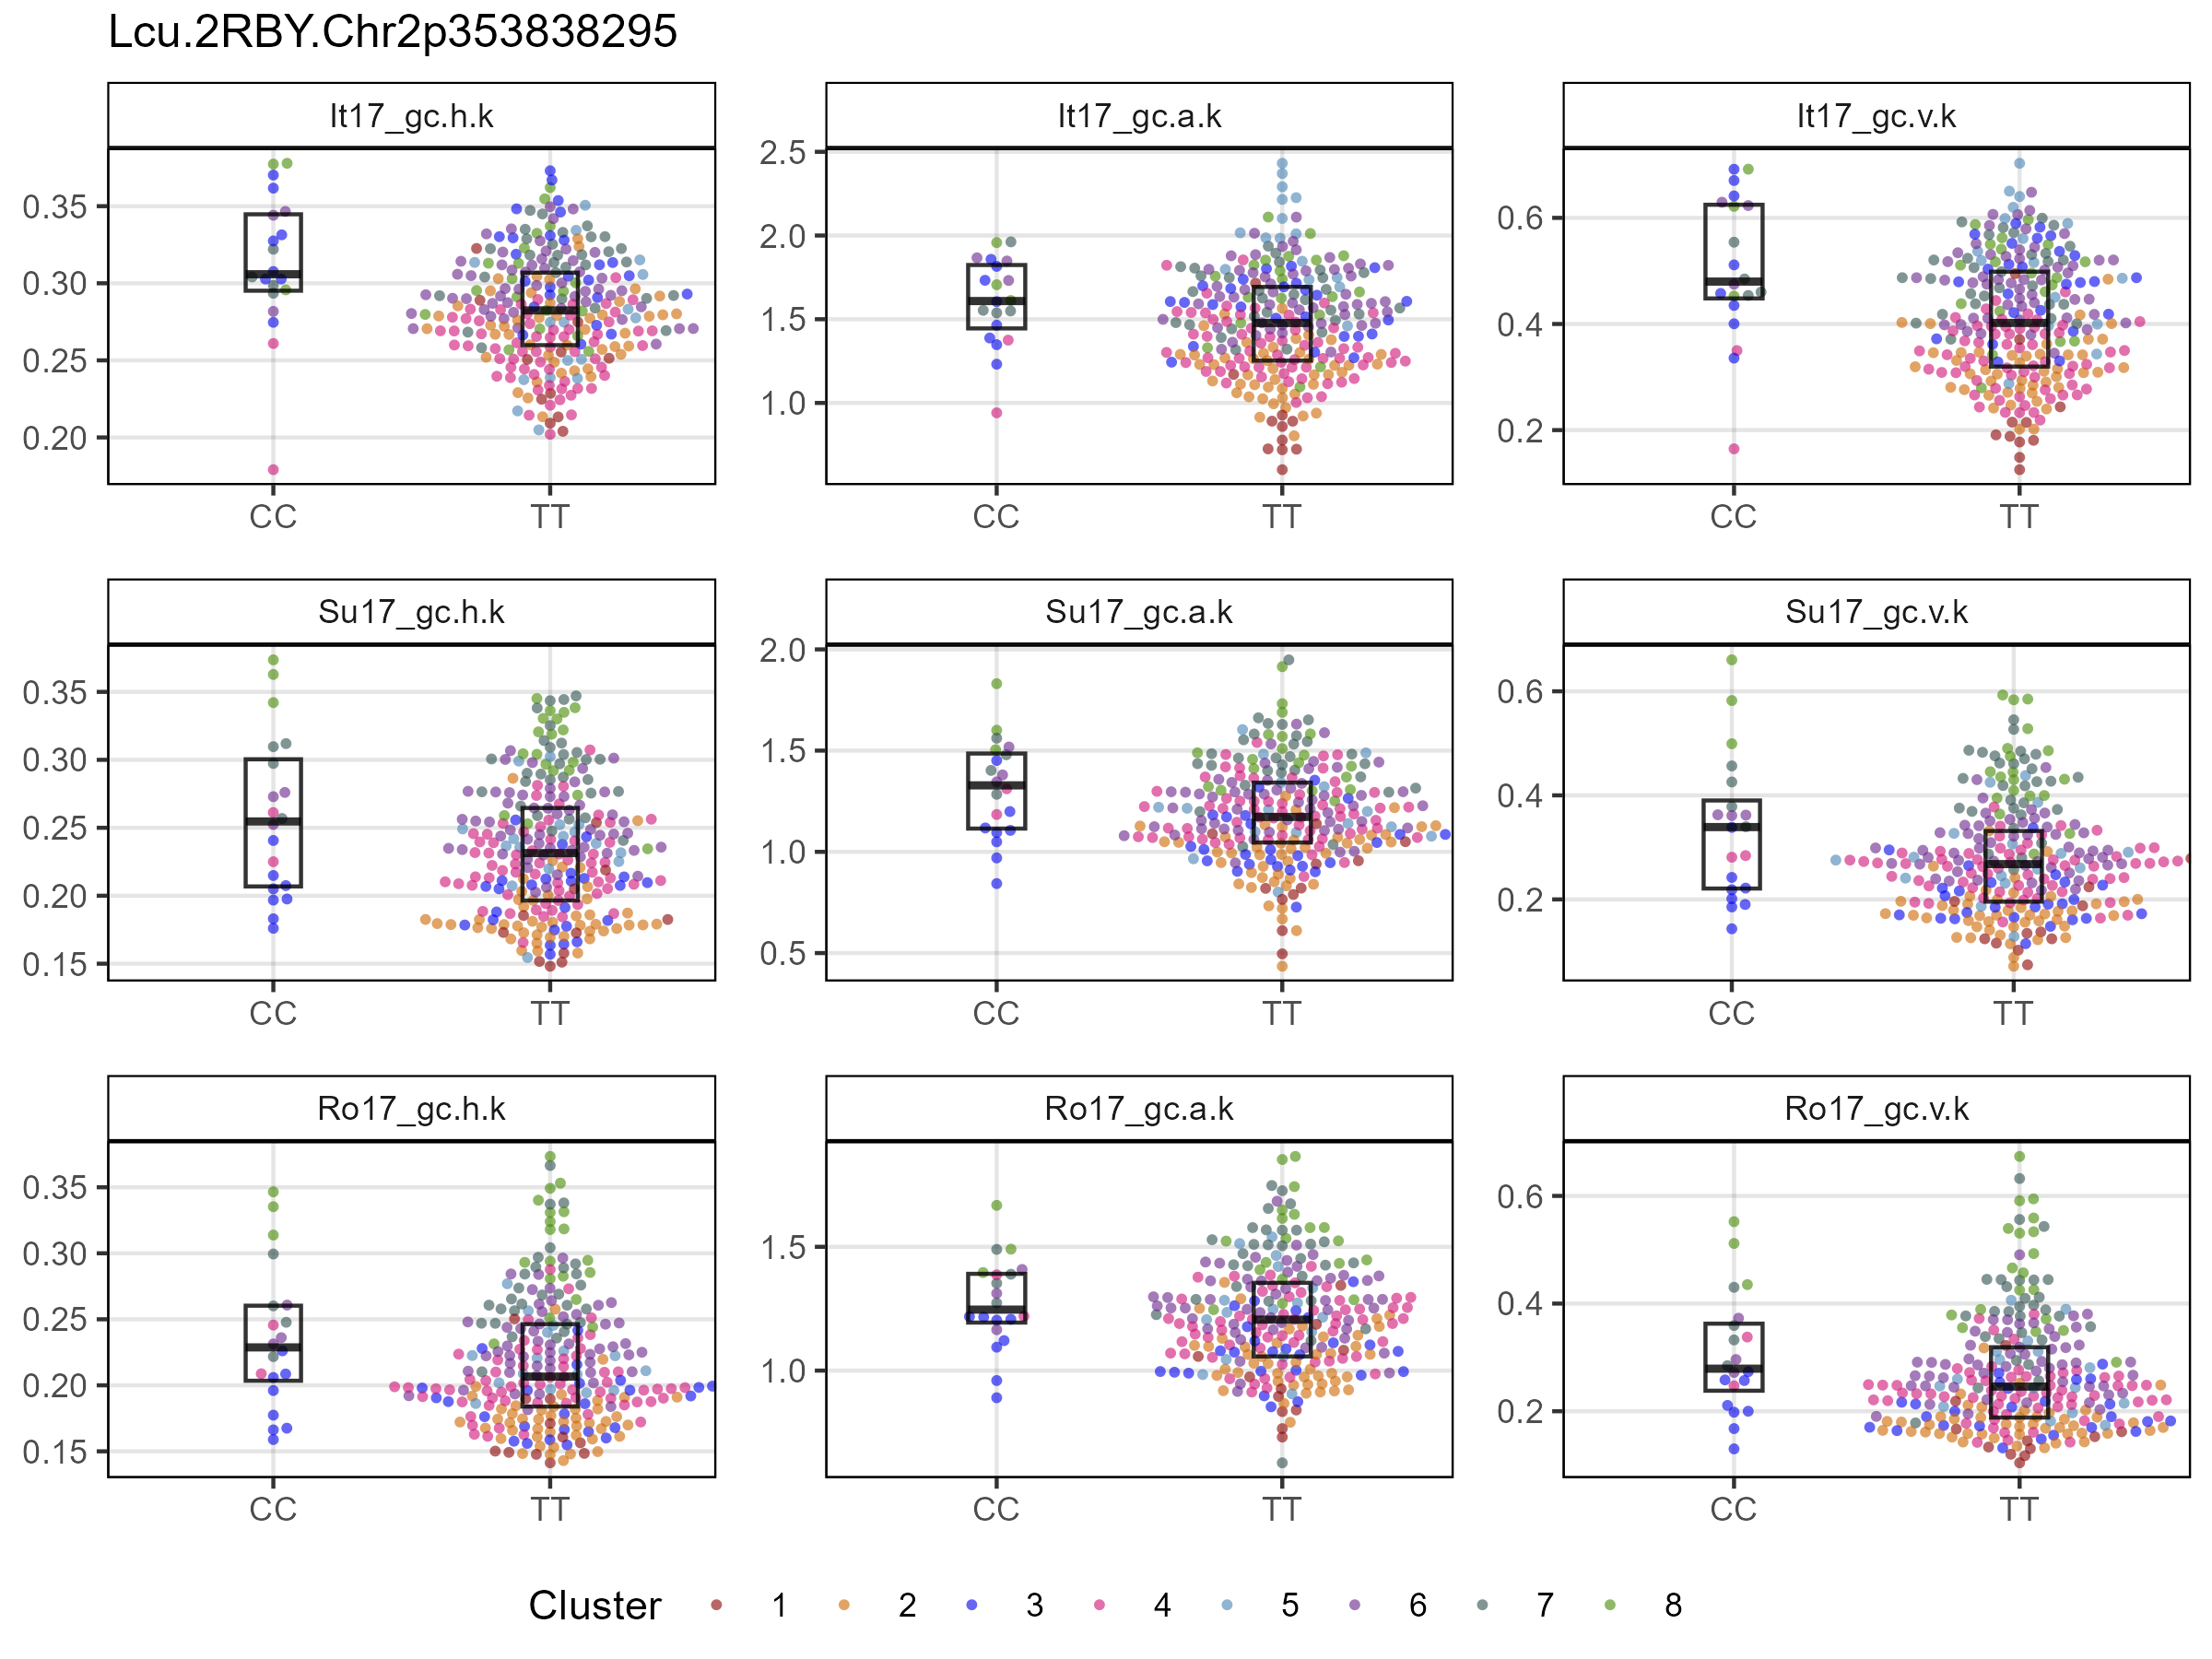 Lcu.2RBY.Chr2p353838295
It17_gc.h.k
It17_gc.a.k
It17_gc.v.k
0.35
0.30
0.25
0.20
CC TT
2.5
2.0
1.5
1.0
CC TT
0.6
0.4
0.2
CC TT
Su17_gc.h.k
Su17_gc.a.k
Su17_gc.v.k
0.35
0.30
0.25
0.20
0.15
CC TT
2.0
1.5
1.0
0.5
CC TT
0.6
0.4
0.2
CC TT
Ro17_gc.h.k
Ro17_gc.a.k
Ro17_gc.v.k
0.35
0.30
0.25
0.20
0.15
CC TT
1.5
1.0
CC TT
0.6
0.4
0.2
CC TT
Cluster 1 2 3 4 5 6 7 8